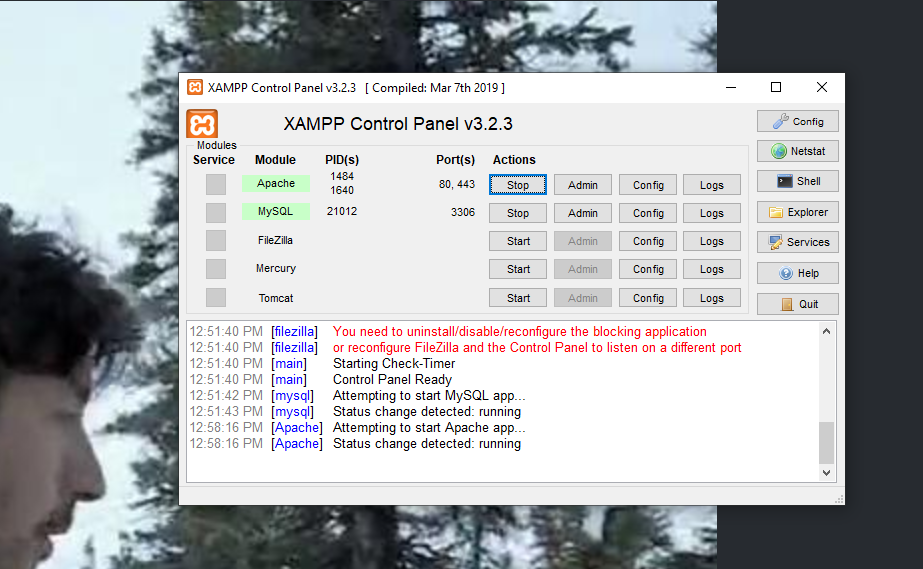 XAMPP Control Panel v3.2.3 [ Compiled: Mar 7th 2019 ]
XAMPP Control Panel v3.2.3
Config
Modules
Service Module PID(s) Port(s) Actions
Netstat
Apache 1484 1640 80, 443 Stop Admin Config Logs
Shell
MySQL 21012 3306 Stop Admin Config Logs
Explorer
FileZilla Start Admin Config Logs
Services
Mercury Start Admin Config Logs
Help
Tomcat Start Admin Config Logs
Quit
12:51:40 PM [filezilla] You need to uninstall/disable/reconfigure the blocking application
12:51:40 PM [filezilla] or reconfigure FileZilla and the Control Panel to listen on a different port
12:51:40 PM [main] Starting Check-Timer
12:51:40 PM [main] Control Panel Ready
12:51:42 PM [mysql] Attempting to start MySQL app...
12:51:43 PM [mysql] Status change detected: running
12:58:16 PM [Apache] Attempting to start Apache app...
12:58:16 PM [Apache] Status change detected: running